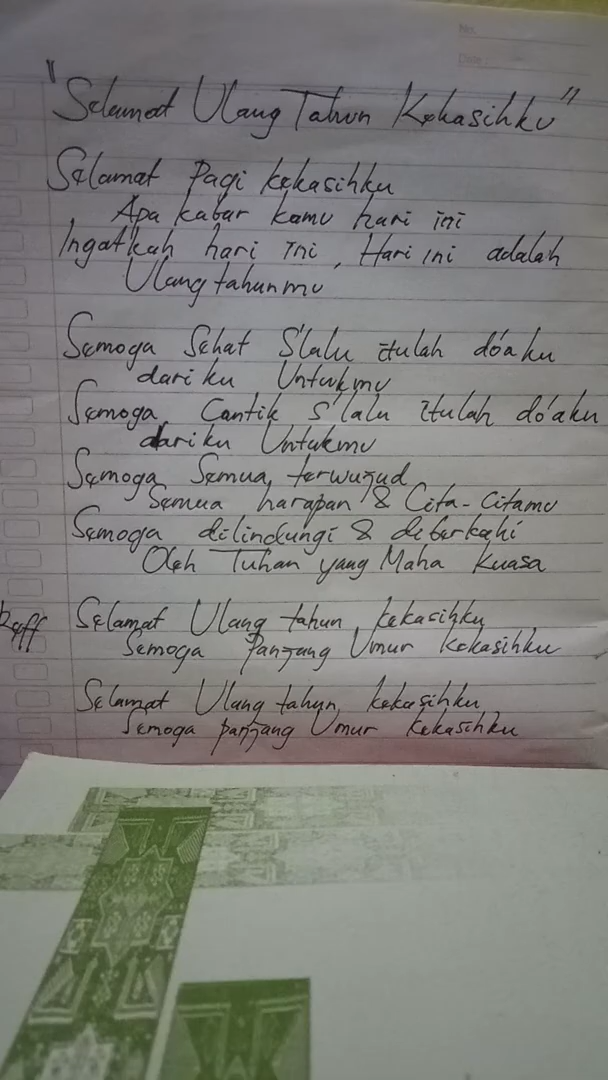 No.
Date
"Selamat Ulang Tahun Kekasihku"
Selamat Pagi kekasihku
Apa kabar kamu hari ini
Ingatkah hari ini, Hari ini adalah
Ulang tahunmu
Semoga Sehat S'lalu itulah do'aku
dariku Untukmu
Semoga Cantik s'lalu itulah do'aku
dariku Untukmu
Semoga Semua terwujud
Semua harapan & Cita-Citamu
Semoga dilindungi & diberkahi
Oleh Tuhan yang Maha Kuasa
Reff Selamat Ulang tahun kekasihku
Semoga Panjang Umur Kekasihku
Selamat Ulang tahun kekasihku
Semoga panjang Umur kekasihku